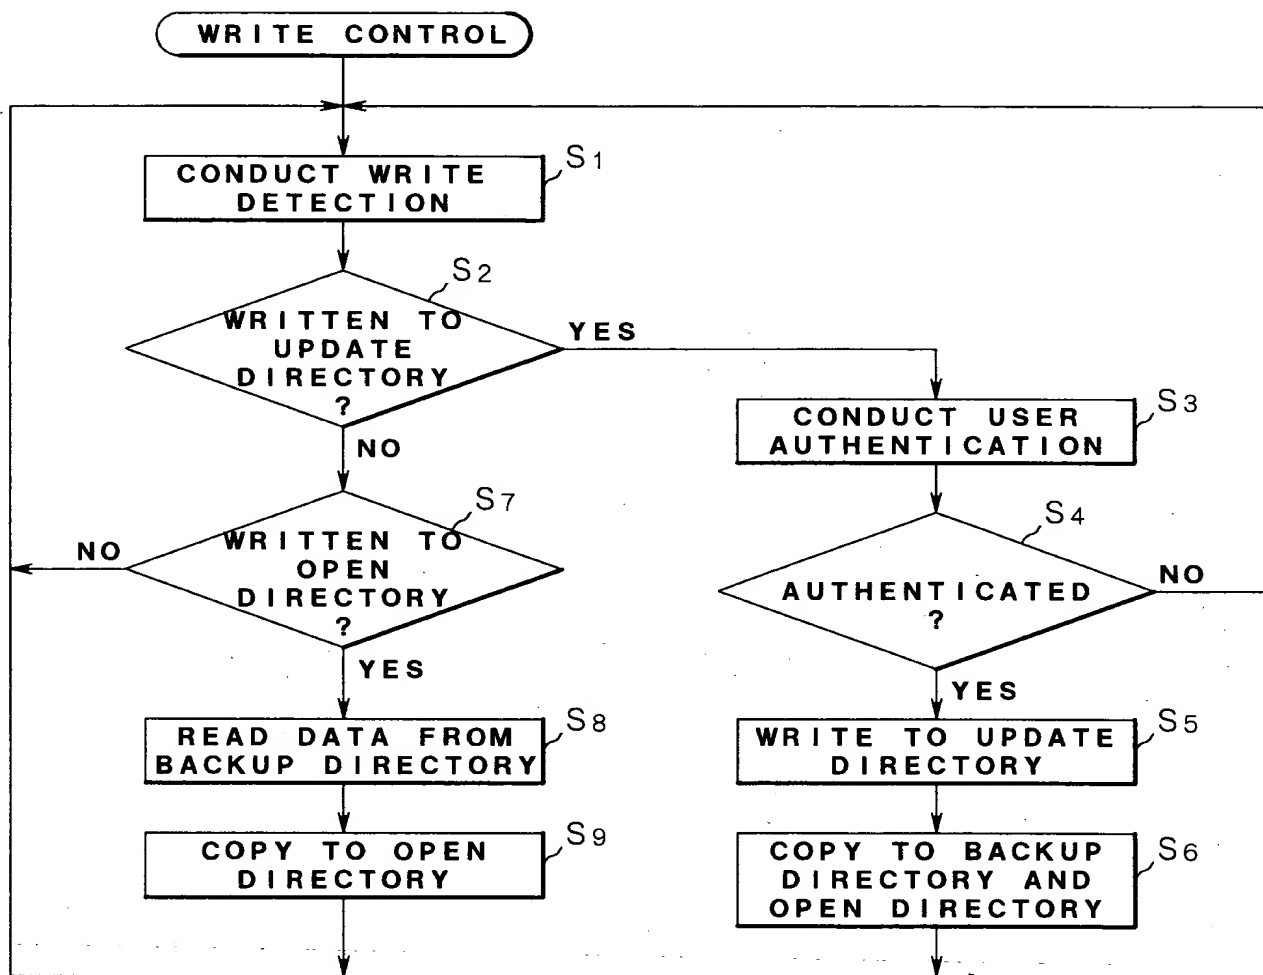 WRITE CONTROL
S1
CONDUCT WRITE
DETECTION
S2
WRITTEN TO
UPDATE
DIRECTORY
?
YES
NO
S3
CONDUCT USER
AUTHENTICATION
S4
AUTHENTICATED
?
NO
YES
S7
WRITTEN TO
OPEN
DIRECTORY
?
NO
YES
S8
READ DATA FROM
BACKUP DIRECTORY
S5
WRITE TO UPDATE
DIRECTORY
S9
COPY TO OPEN
DIRECTORY
S6
COPY TO BACKUP
DIRECTORY AND
OPEN DIRECTORY